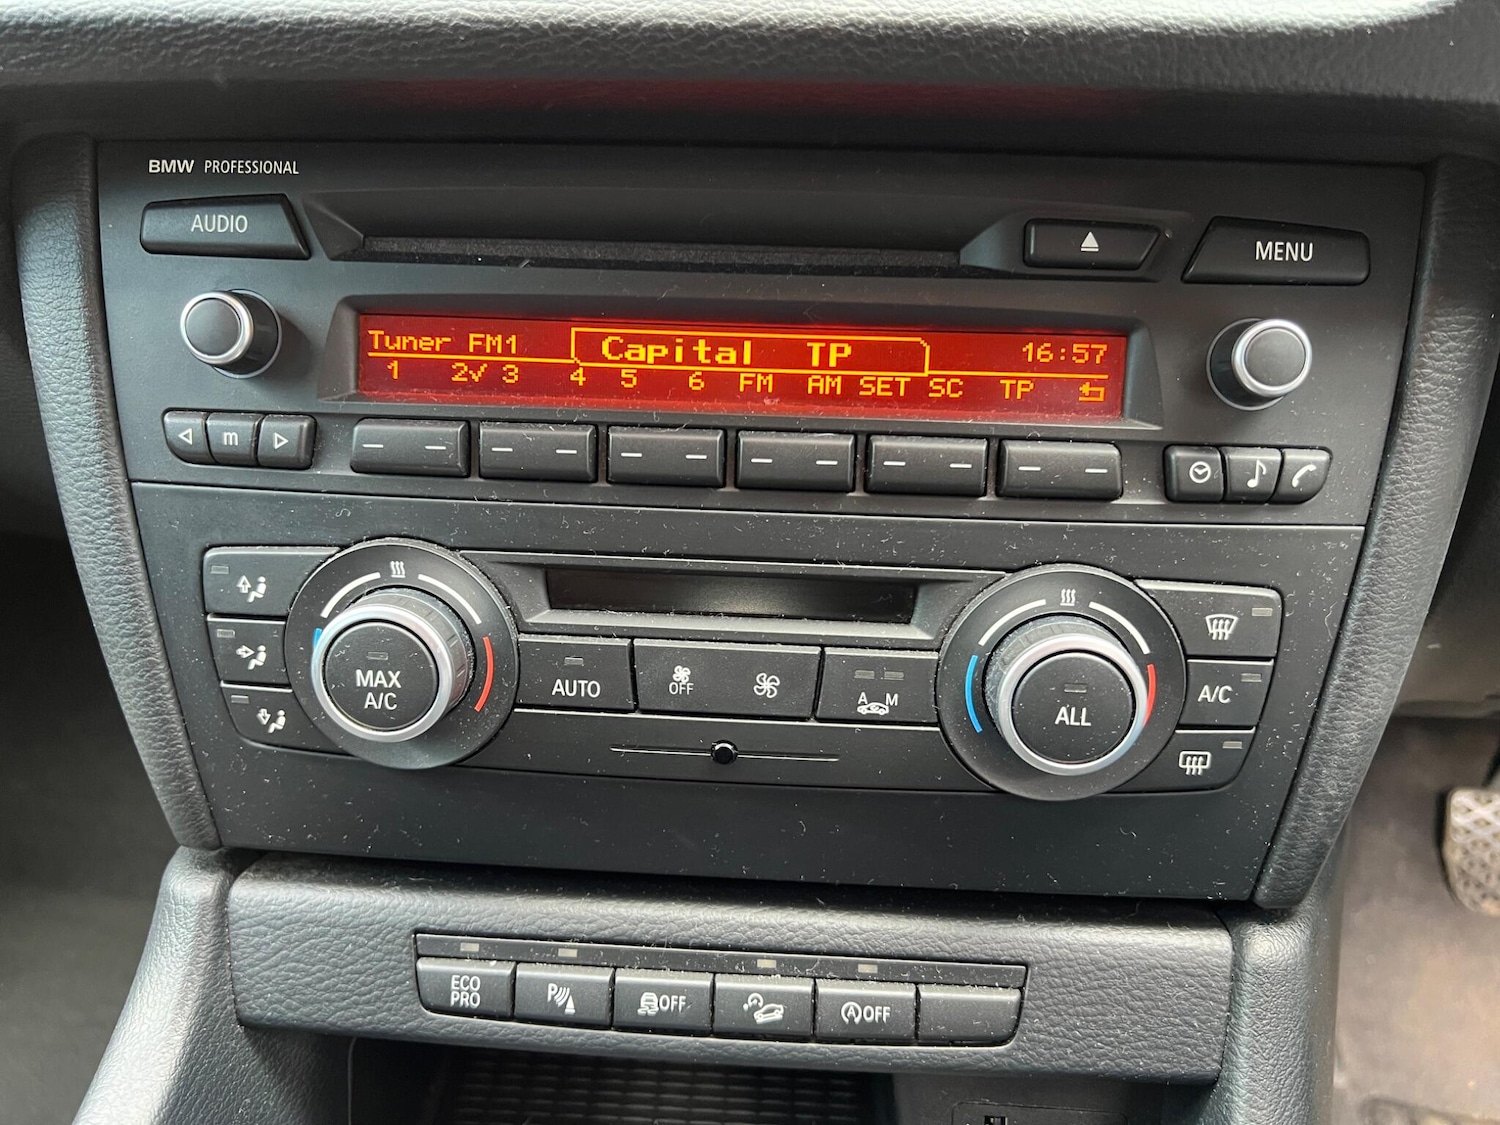 BMW PROFESSIONAL
AUDIO
MENU
Tuner FM1 Capital TP 16:57
1 2✓ 3 4 5 6 FM AM SET SC TP
m
MAX
A/C
AUTO
OFF
A M
ALL
A/C
ECO
PRO
P
OFF
A OFF